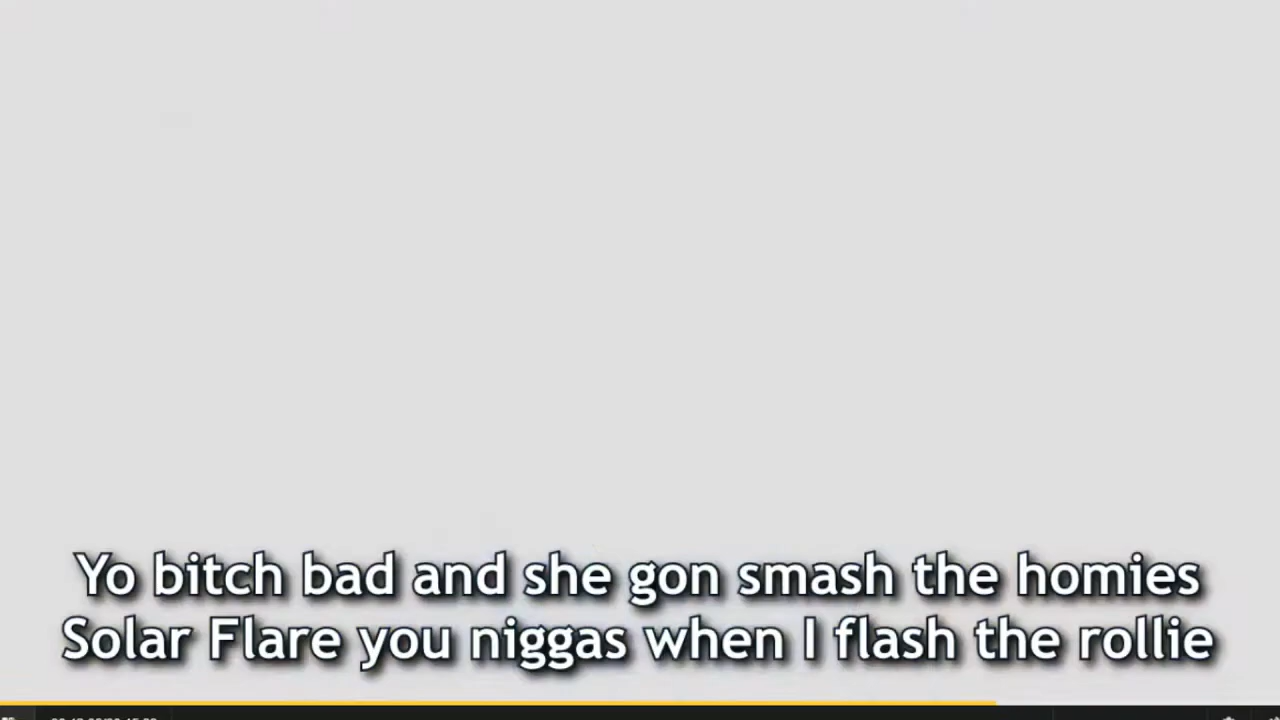 Yo bitch bad and she gon smash the homies
Solar Flare you niggas when I flash the rollie